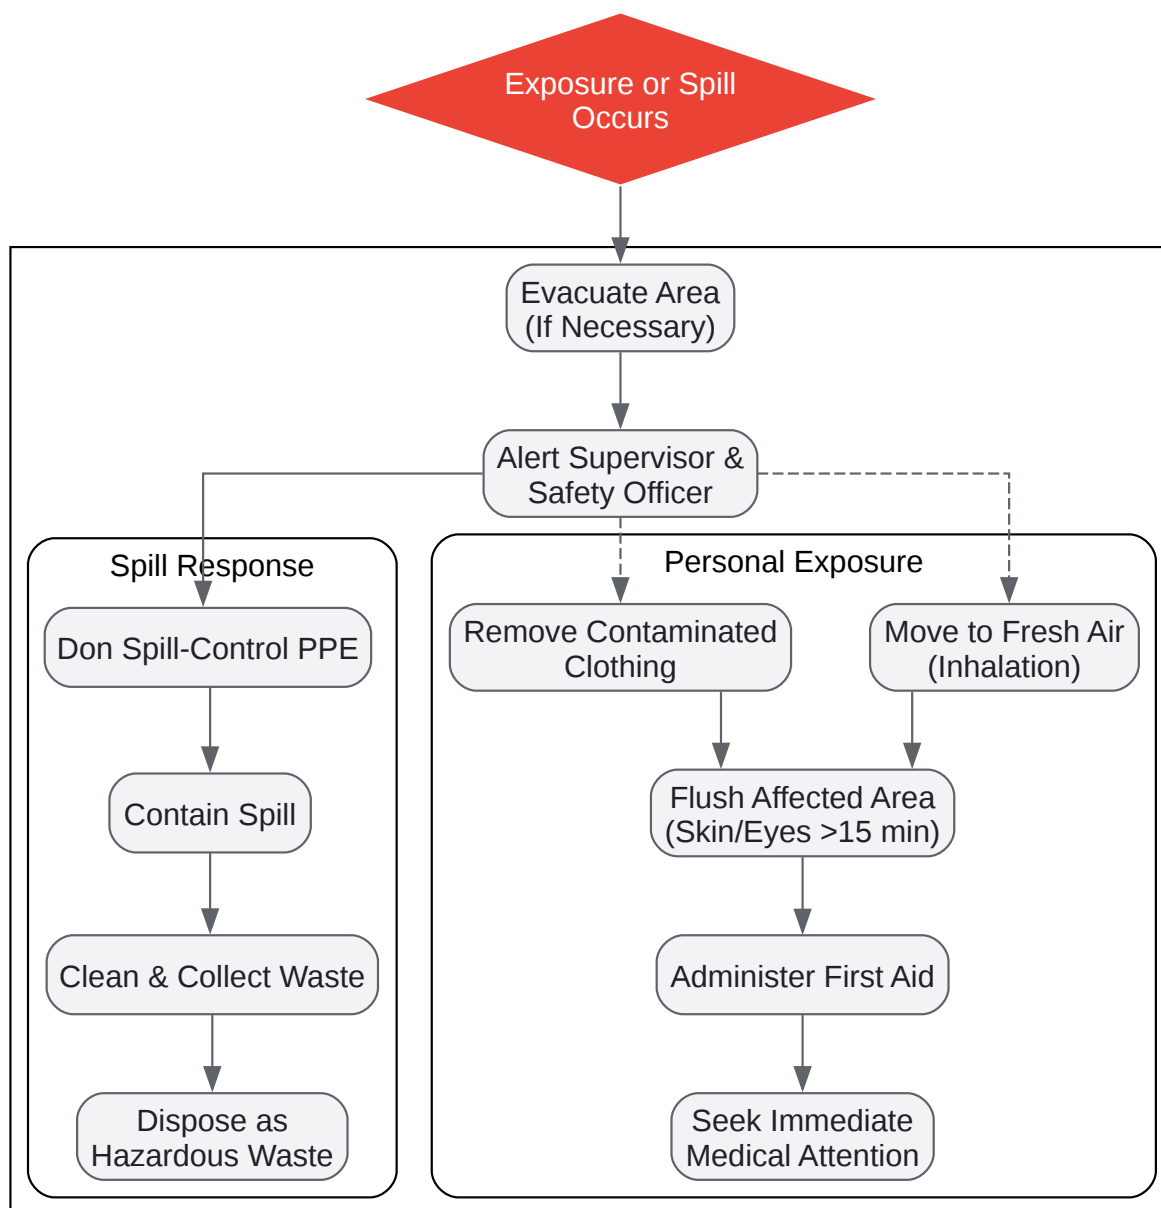 Exposure or Spill
Occurs
Evacuate Area
(If Necessary)
Alert Supervisor &
Safety Officer
Spill Response
Don Spill-Control PPE
Contain Spill
Clean & Collect Waste
Dispose as
Hazardous Waste
Personal Exposure
Remove Contaminated
Clothing
Move to Fresh Air
(Inhalation)
Flush Affected Area
(Skin/Eyes >15 min)
Administer First Aid
Seek Immediate
Medical Attention